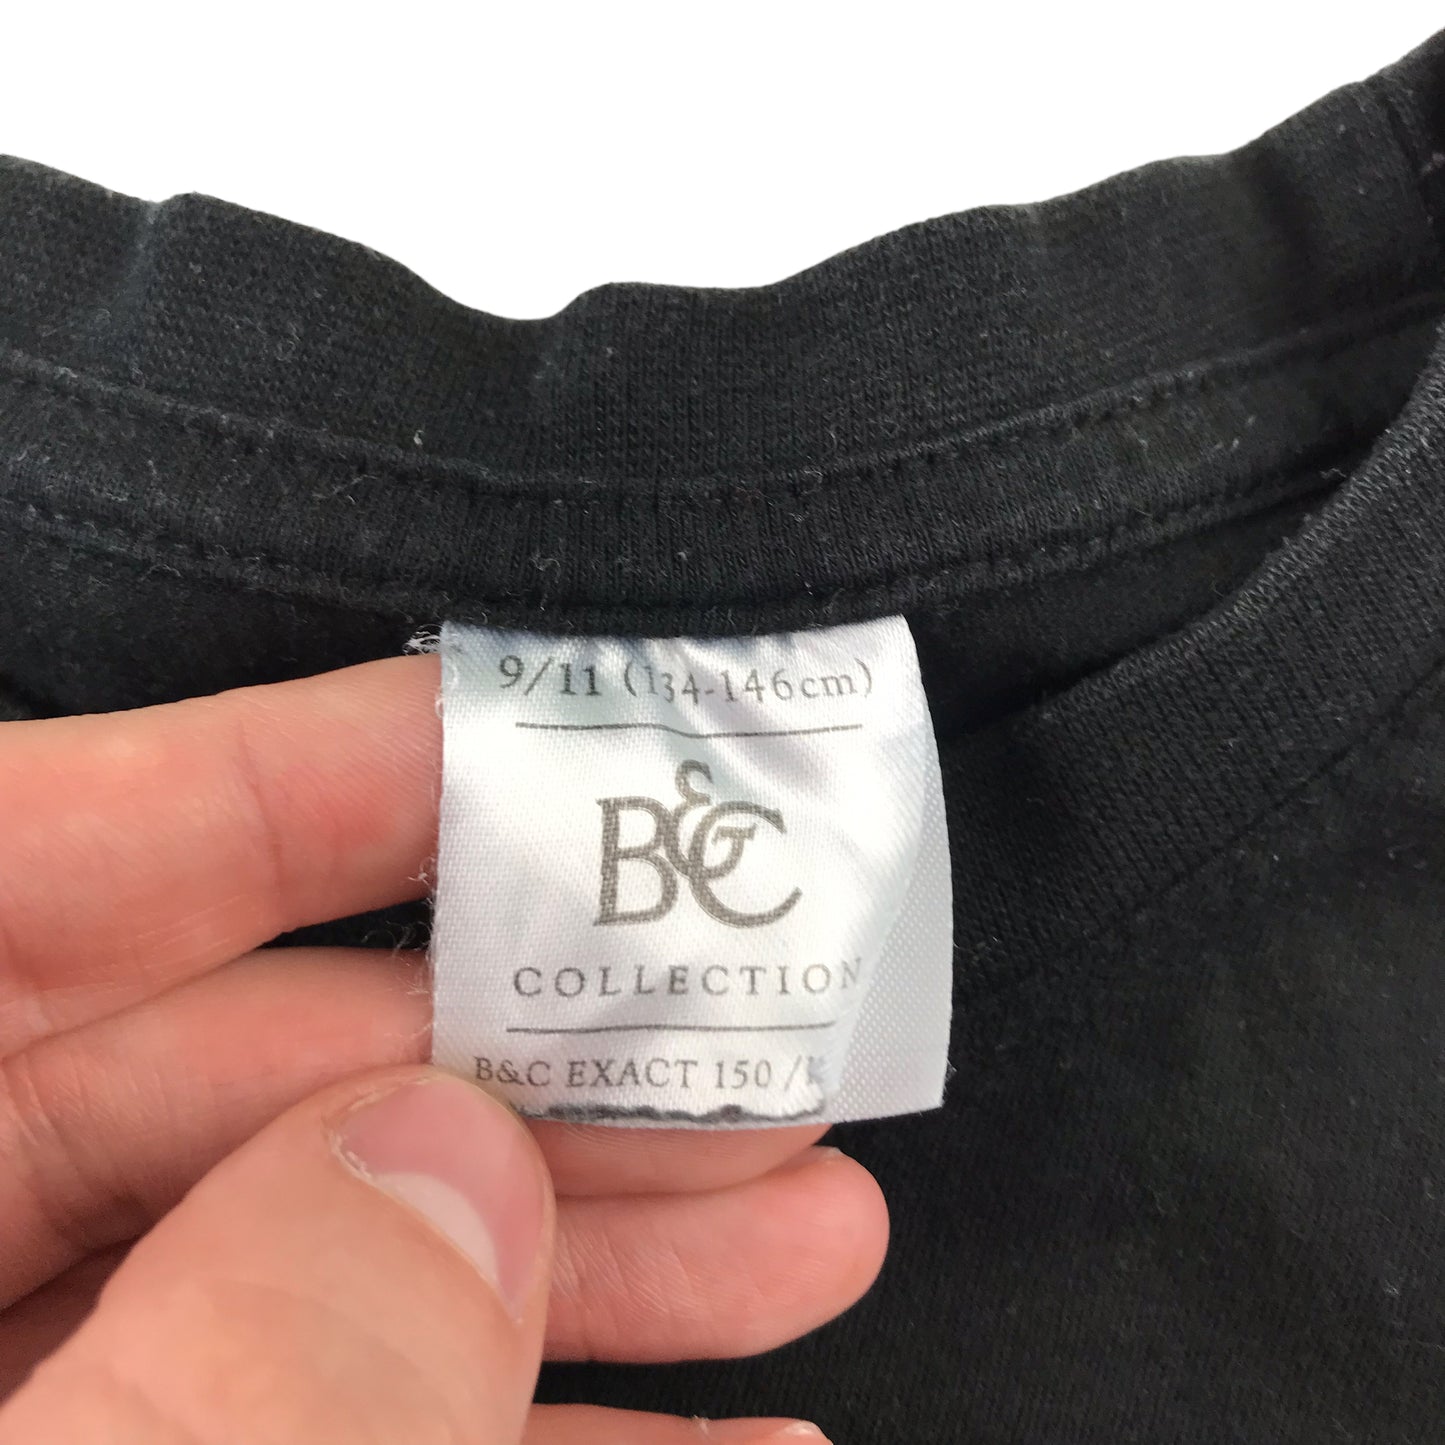 9/11 (134-146cm)
B&C
COLLECTION
B&C EXACT 150 /